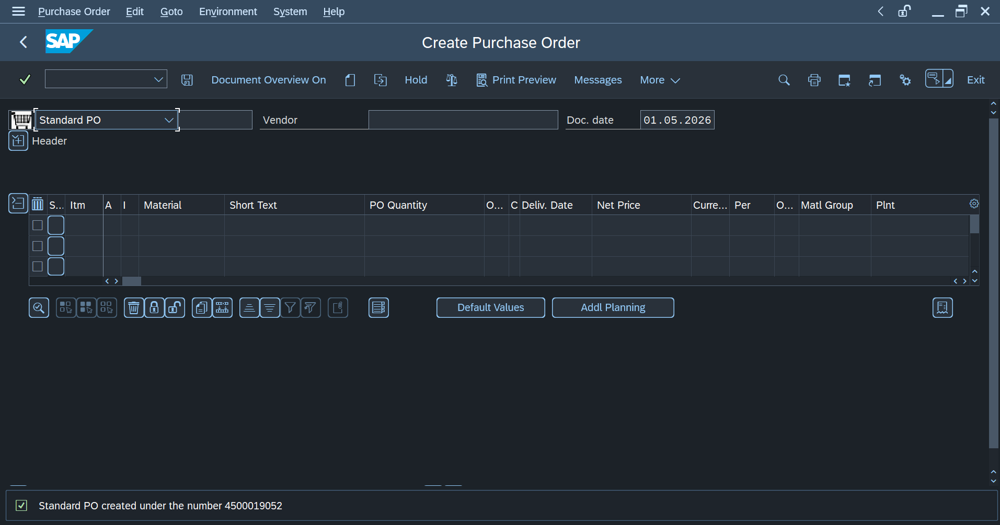 Purchase Order Edit Goto Environment System Help
SAP Create Purchase Order
Document Overview On Hold Print Preview Messages More Exit
Standard PO Vendor Doc. date 01.05.2026
Header
S... Itm A I Material Short Text PO Quantity O... C Deliv. Date Net Price Curre... Per O... Matl Group Plnt
Default Values Addl Planning
Standard PO created under the number 4500019052